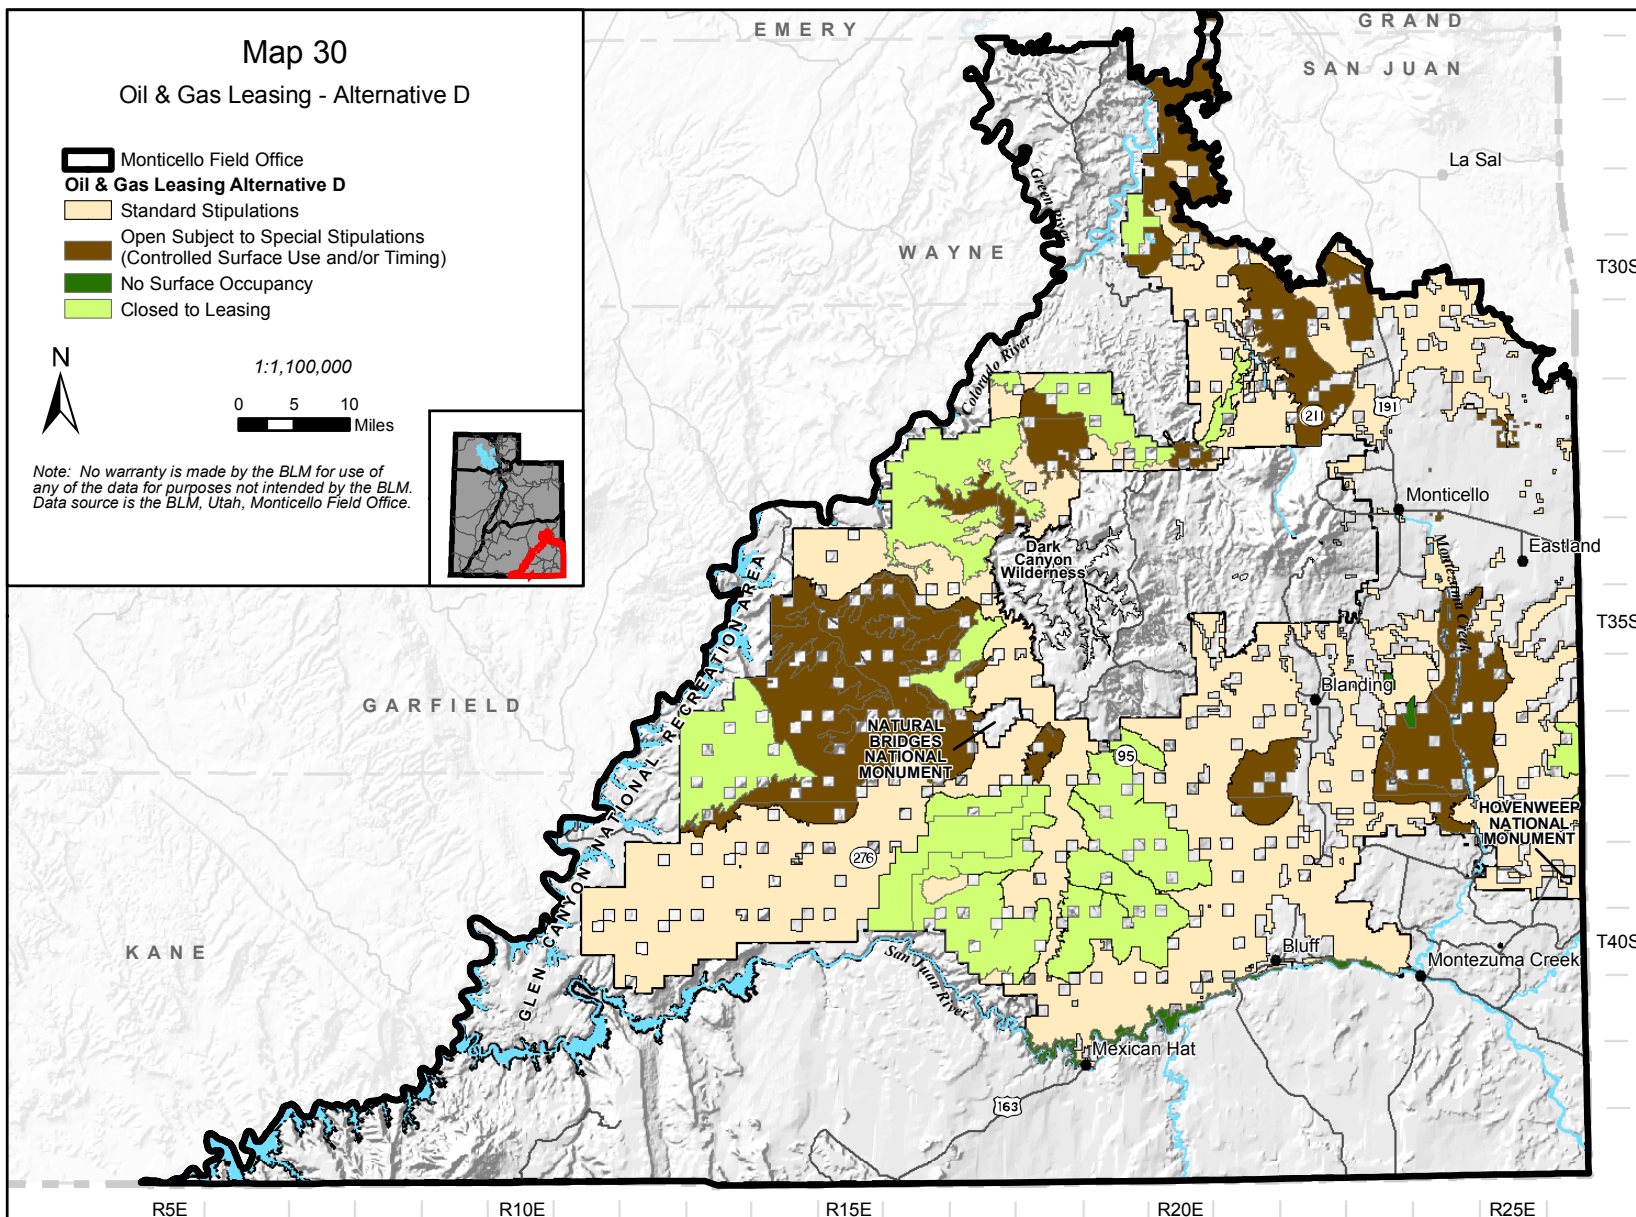 Map 30
Oil & Gas Leasing - Alternative D
Monticello Field Office
Oil & Gas Leasing Alternative D
Standard Stipulations
Open Subject to Special Stipulations
(Controlled Surface Use and/or Timing)
No Surface Occupancy
Closed to Leasing
N
1:1,100,000
0 5 10
Miles
Note: No warranty is made by the BLM for use of
any of the data for purposes not intended by the BLM.
Data source is the BLM, Utah, Monticello Field Office.
EMERY
GRAND
SAN JUAN
La Sal
Green River
WAYNE
T30S
Colorado River
211
191
Monticello
Eastland
Dark
Canyon
Wilderness
Montezuma Creek
T35S
GARFIELD
Blanding
GLEN CANYON NATIONAL RECREATION AREA
NATURAL
BRIDGES
NATIONAL
MONUMENT
95
HOVENWEEP
NATIONAL
MONUMENT
276
KANE
San Juan River
Bluff
T40S
Montezuma Creek
Mexican Hat
163
R5E
R10E
R15E
R20E
R25E